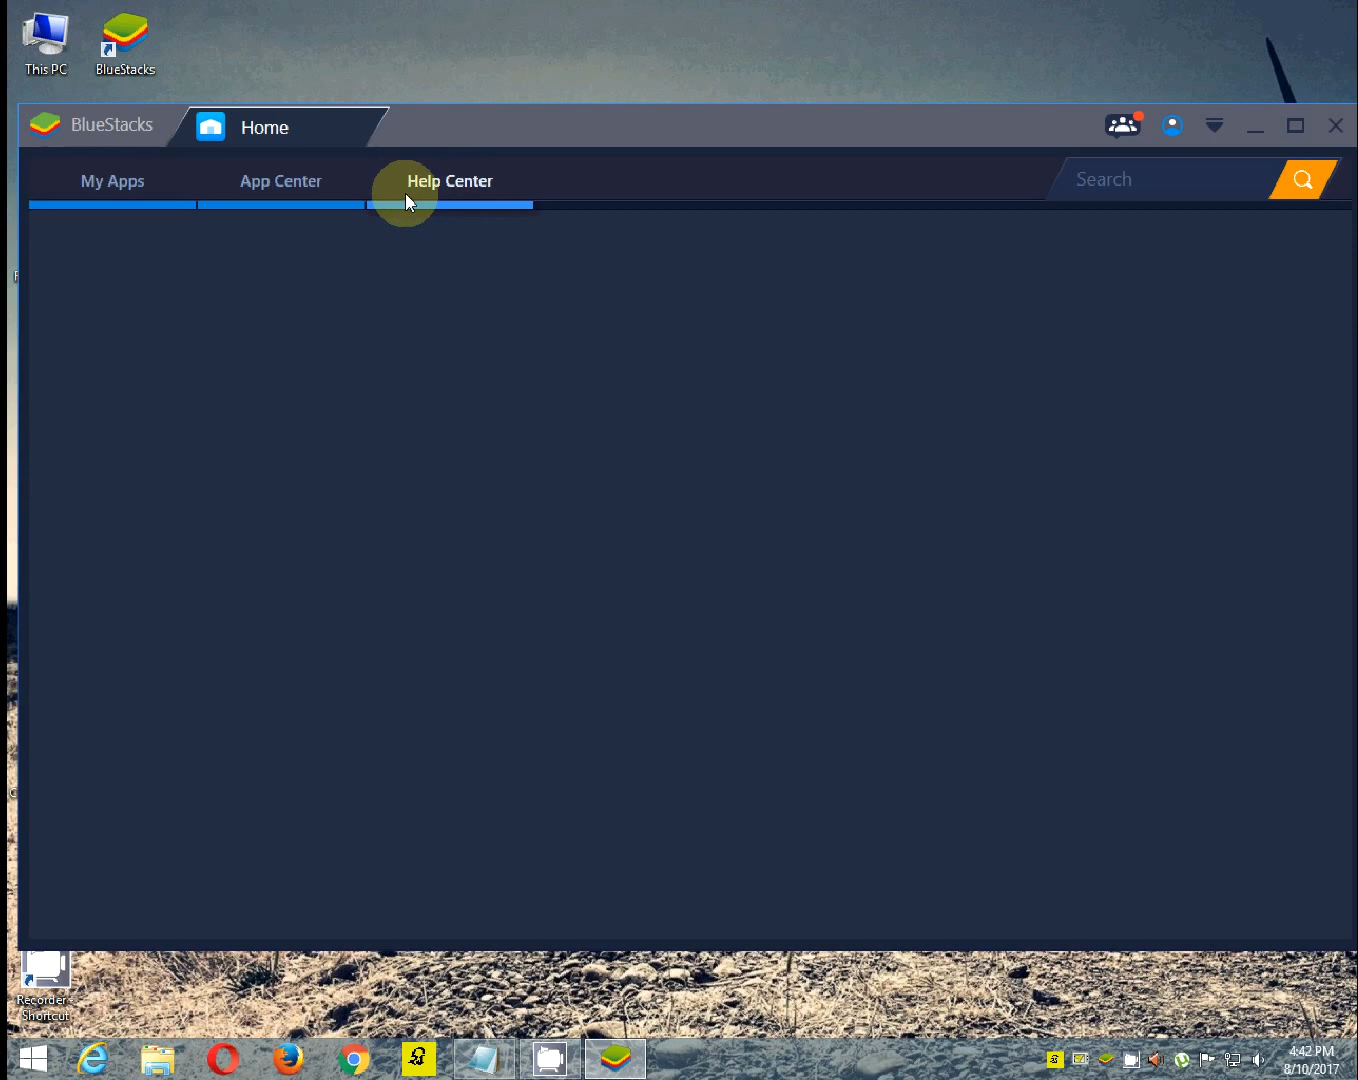 This PC
BlueStacks
BlueStacks
Home
My Apps
App Center
Help Center
Search
Recorder -
Shortcut
4:42 PM
8/10/2017